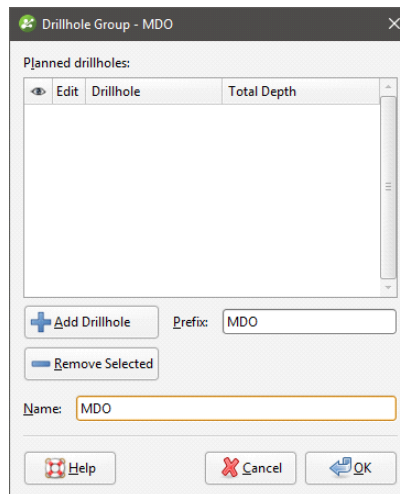 Drillhole Group - MDO
Planned drillholes:
Edit Drillhole Total Depth
Add Drillhole Prefix: MDO
Remove Selected
Name: MDO
Help Cancel OK